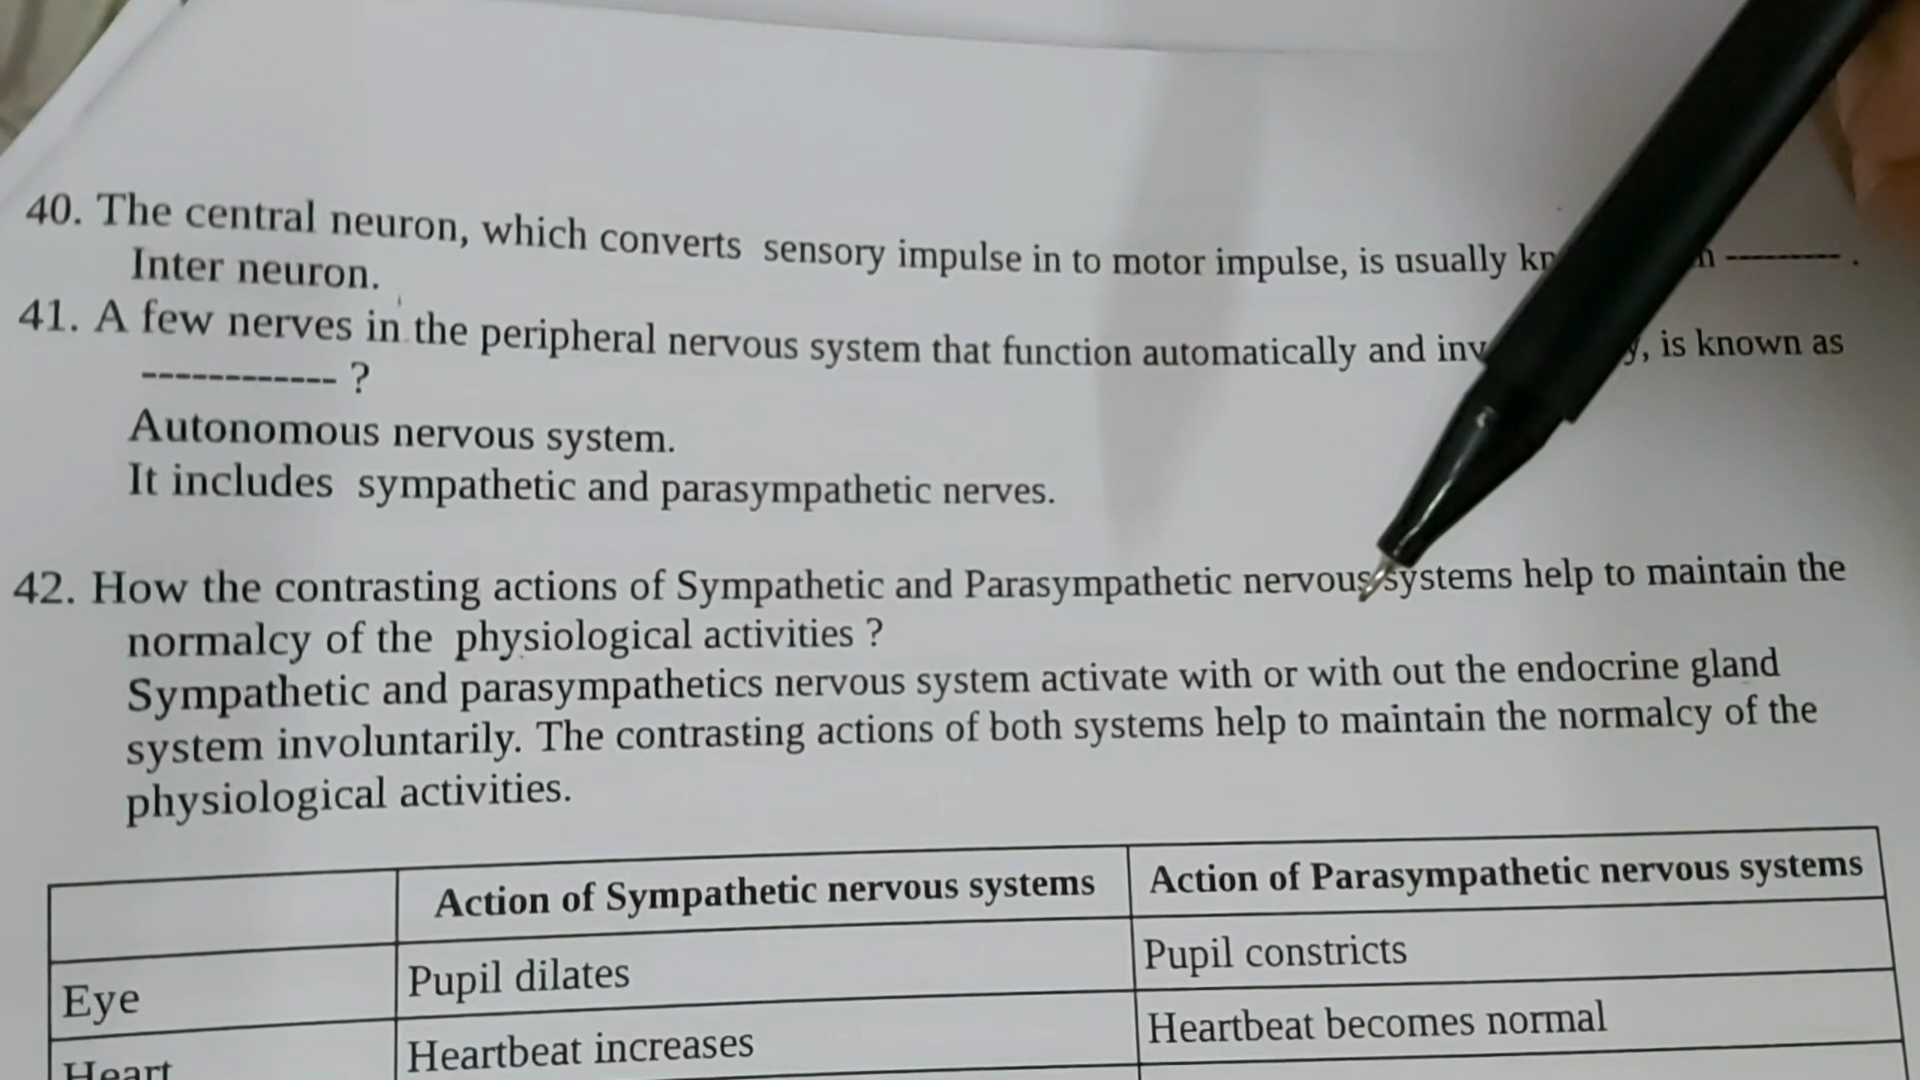 40. The central neuron, which converts sensory impulse in to motor impulse, is usually --------- .
Inter neuron.
41. A few nerves in the peripheral nervous system that function automatically and is known as
------------ ?
Autonomous nervous system.
It includes sympathetic and parasympathetic nerves.
42. How the contrasting actions of Sympathetic and Parasympathetic nervous systems help to maintain the
normalcy of the physiological activities ?
Sympathetic and parasympathetics nervous system activate with or with out the endocrine gland
system involuntarily. The contrasting actions of both systems help to maintain the normalcy of the
physiological activities.
Action of Sympathetic nervous systems Action of Parasympathetic nervous systems
Eye Pupil dilates Pupil constricts
Heart Heartbeat increases Heartbeat becomes normal